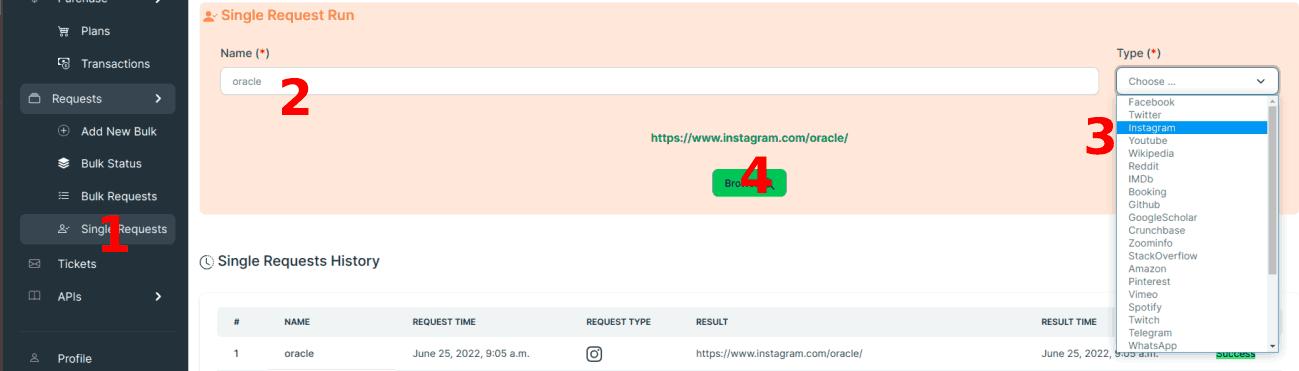 Purchase
Plans
Transactions
Requests
Add New Bulk
Bulk Status
Bulk Requests
Single Requests
1
Tickets
APIs
Profile
Single Request Run
Name (*)
oracle
2
Type (*)
Choose ...
Facebook
Twitter
Instagram
3
Youtube
Wikipedia
Reddit
IMDb
Booking
Github
GoogleScholar
Crunchbase
Zoominfo
StackOverflow
Amazon
Pinterest
Vimeo
Spotify
Twitch
Telegram
WhatsApp
https://www.instagram.com/oracle/
4
Single Requests History
# NAME REQUEST TIME REQUEST TYPE RESULT RESULT TIME
1 oracle June 25, 2022, 9:05 a.m. https://www.instagram.com/oracle/ June 25, 2022, 9:05 a.m. Success